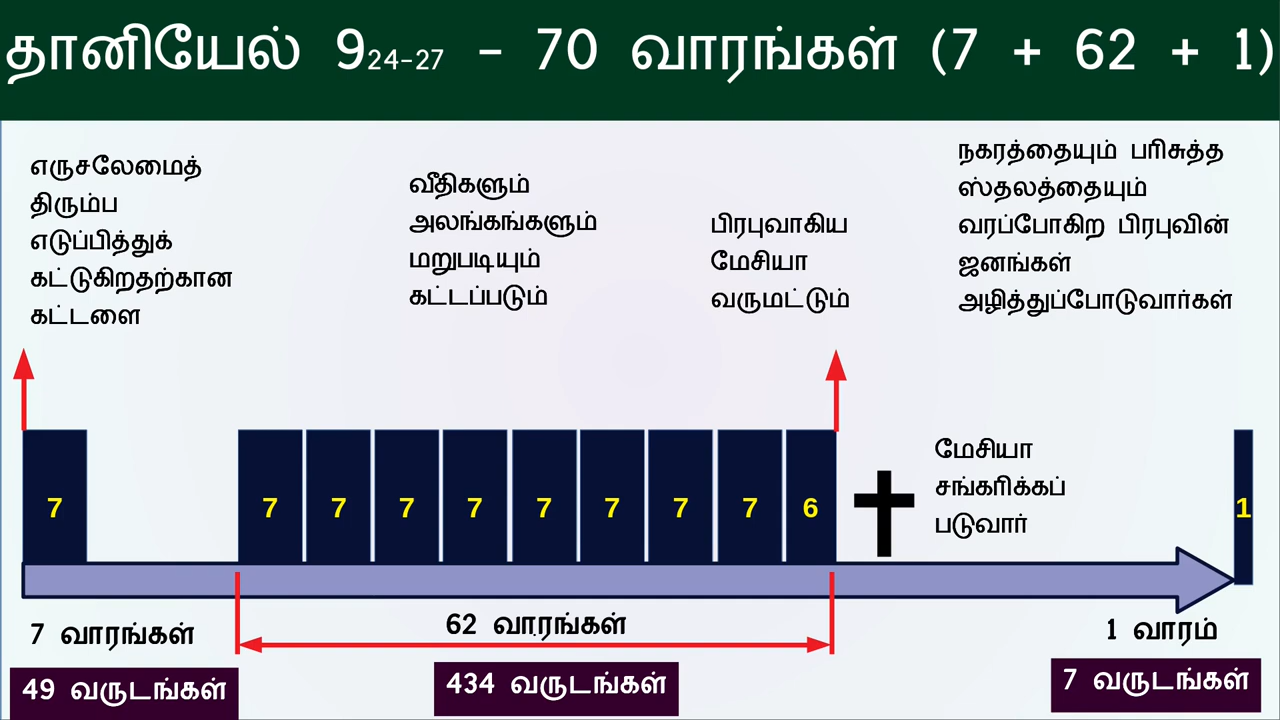 தானியேல் 9₂₄₋₂₇ - 70 வாரங்கள் (7 + 62 + 1)
எருசலேமைத்
திரும்ப
எடுப்பித்துக்
கட்டுகிறதற்கான
கட்டளை
வீதிகளும்
அலங்கங்களும்
மறுபடியும்
கட்டப்படும்
பிரபுவாகிய
மேசியா
வருமட்டும்
நகரத்தையும் பரிசுத்த
ஸ்தலத்தையும்
வரப்போகிற பிரபுவின்
ஜனங்கள்
அழித்துப்போடுவார்கள்
மேசியா
சங்கரிக்கப்
படுவார்
7 7 7 7 7 7 7 7 7 6 1
7 வாரங்கள்
62 வாரங்கள்
1 வாரம்
49 வருடங்கள்
434 வருடங்கள்
7 வருடங்கள்